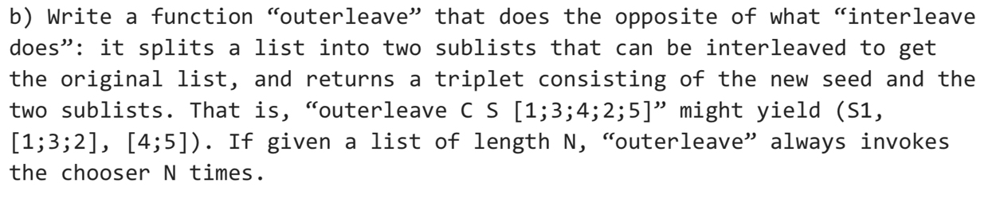 b) Write a function “outerleave” that does the opposite of what “interleave
does”: it splits a list into two sublists that can be interleaved to get
the original list, and returns a triplet consisting of the new seed and the
two sublists. That is, “outerleave C S [1;3;4;2;5]” might yield (S1,
[1;3;2], [4;5]). If given a list of length N, “outerleave” always invokes
the chooser N times.